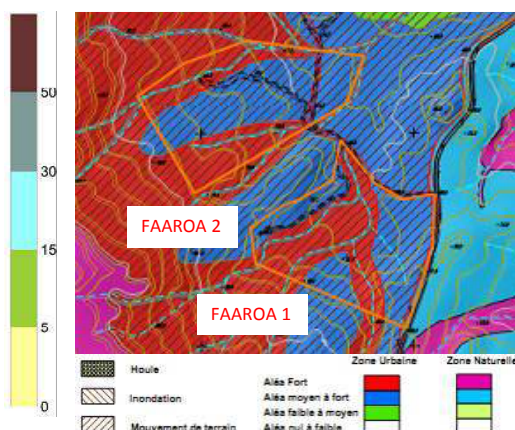 50
30
15
5
0
FAAROA 2
FAAROA 1
Zone Urbaine Zone Naturelle
Houle
Inondation
Mouvement de terrain
Aléa Fort
Aléa moyen à fort
Aléa faible à moyen
Aléa nul à faible